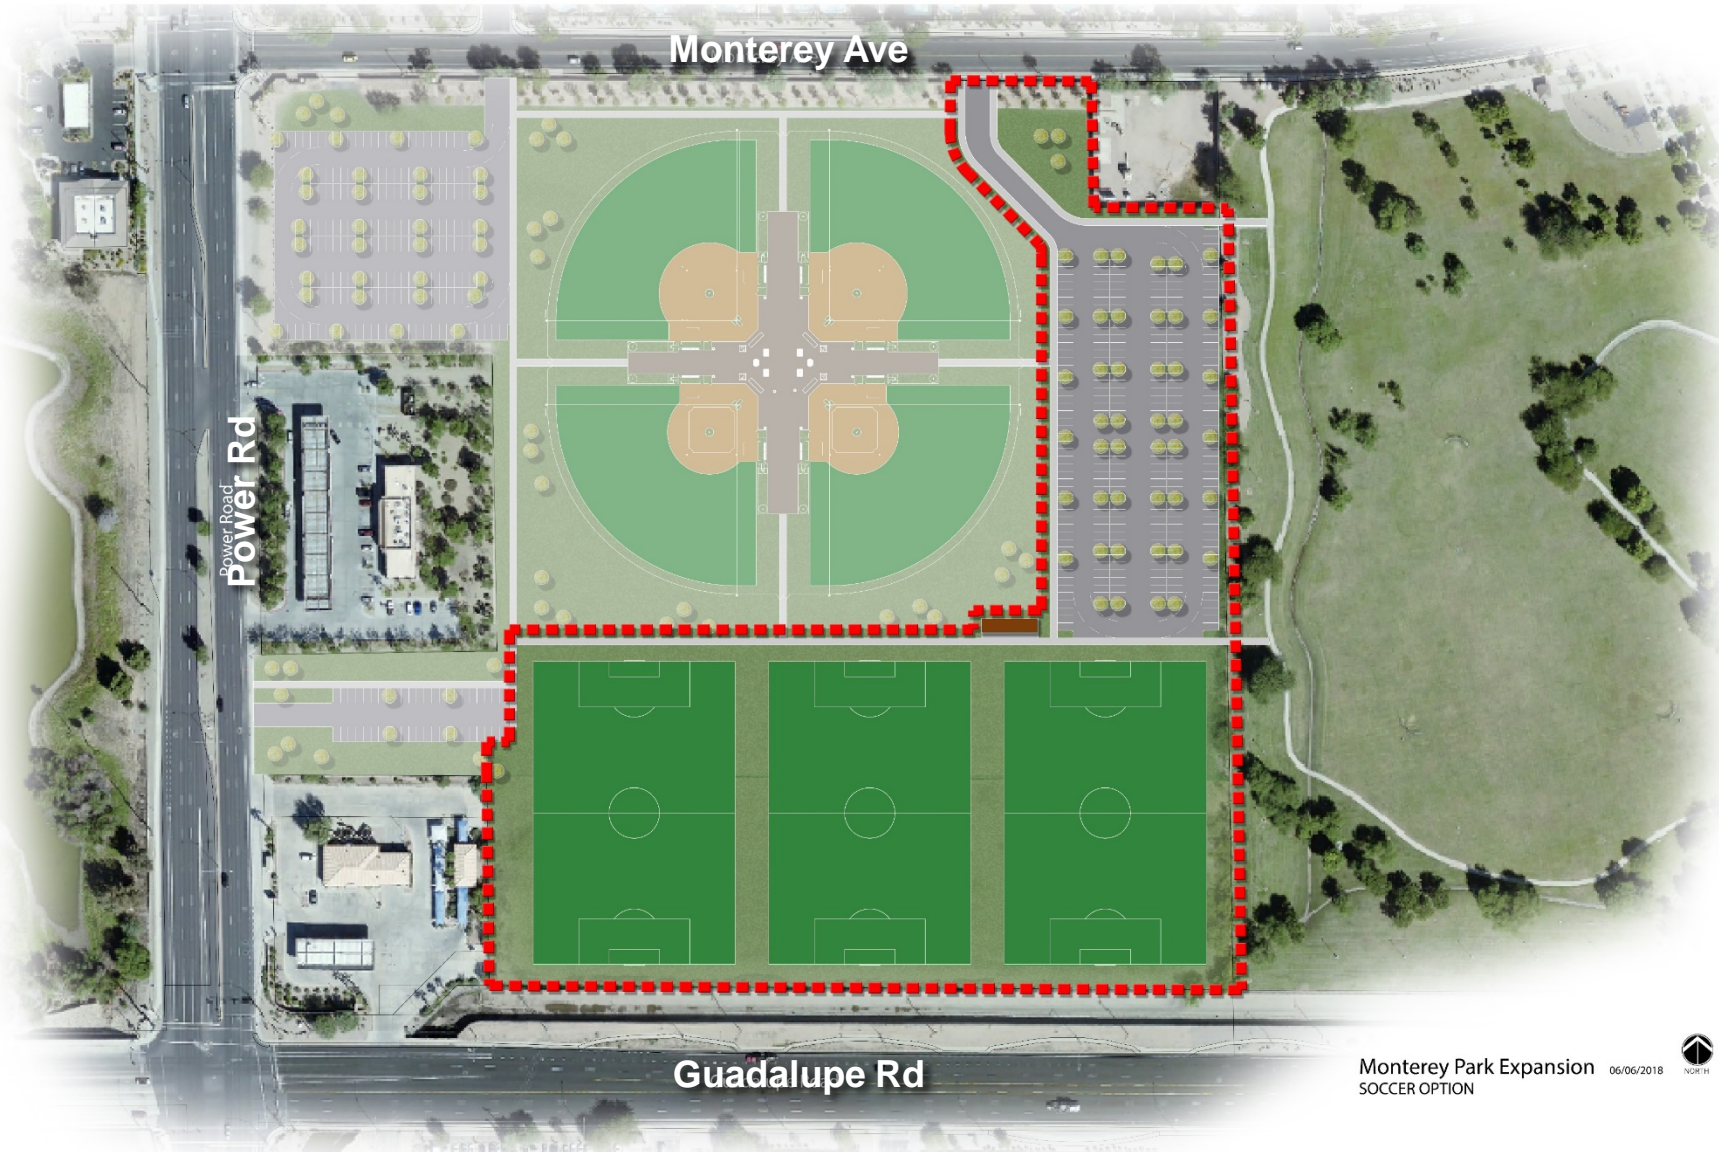 Monterey Ave
Power Road
Power Rd
Guadalupe Rd
Monterey Park Expansion 06/06/2018
SOCCER OPTION
NORTH